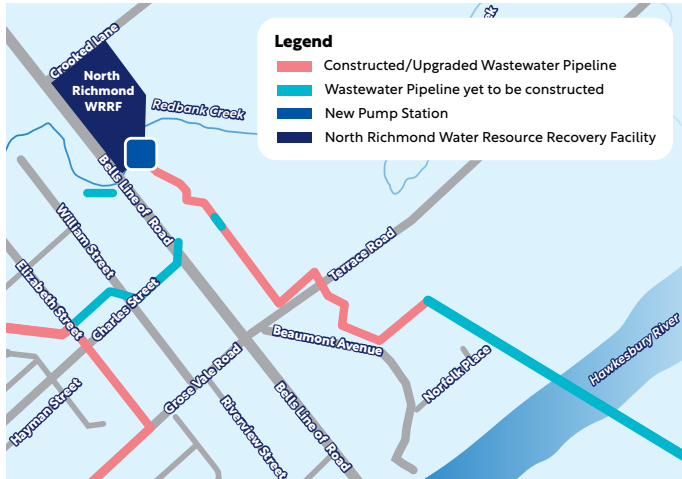 Legend
Constructed/Upgraded Wastewater Pipeline
Wastewater Pipeline yet to be constructed
New Pump Station
North Richmond Water Resource Recovery Facility
Crooked Lane
North
Richmond
WRRF
Redbank Creek
Bells Line of Road
William Street
Elizabeth Street
Charles Street
Terrace Road
Beaumont Avenue
Grose Vale Road
Norfolk Place
Hawkesbury River
Hayman Street
Riverview Street
Bells Line of Road